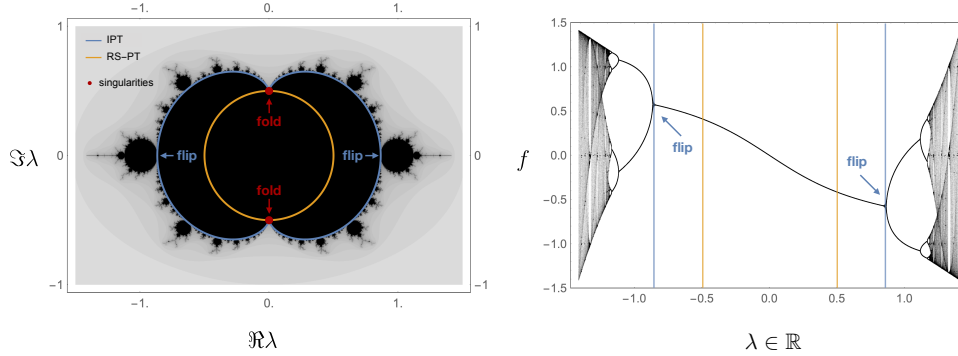 -1. 0. 1.
1 1
IPT
RS-PT
singularities
fold
flip flip
ℑλ 0 0
fold
-1 -1
-1. 0. 1.
ℜλ
1.5
1.0
0.5
flip
f 0.0
flip
-0.5
-1.0
-1.5
-1.0 -0.5 0.0 0.5 1.0
λ ∈ ℝ